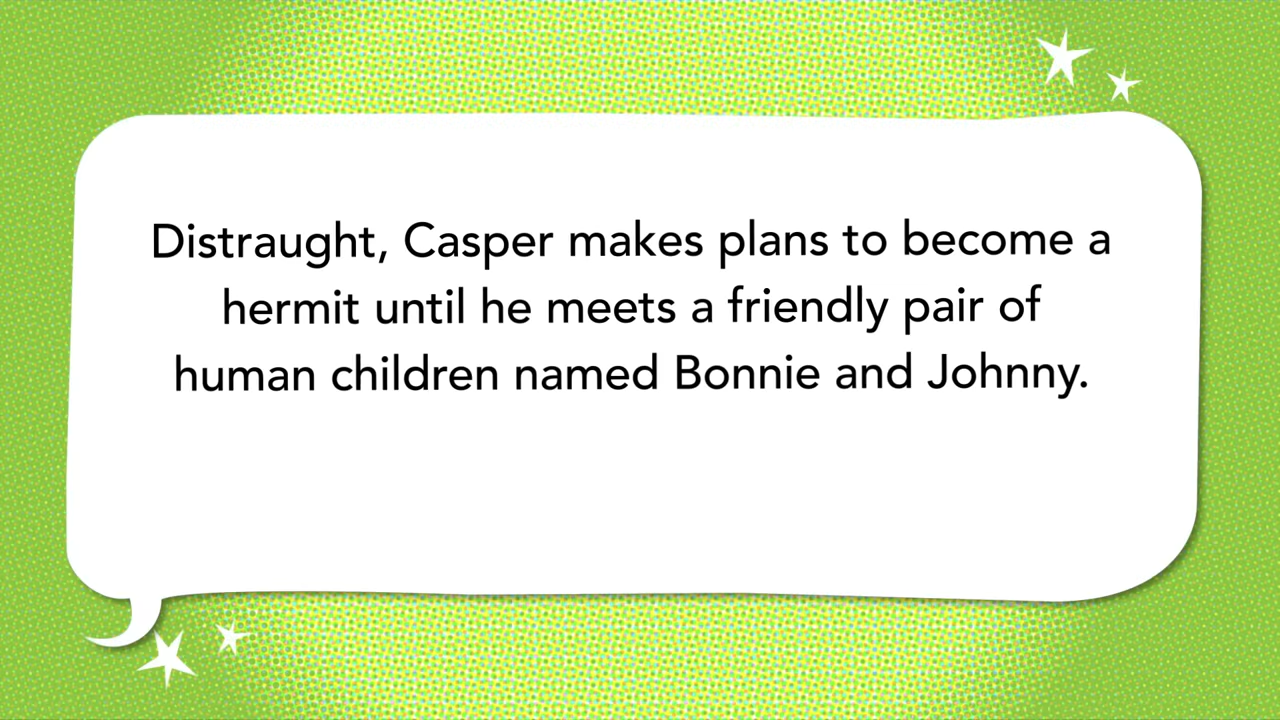 Distraught, Casper makes plans to become a
hermit until he meets a friendly pair of
human children named Bonnie and Johnny.